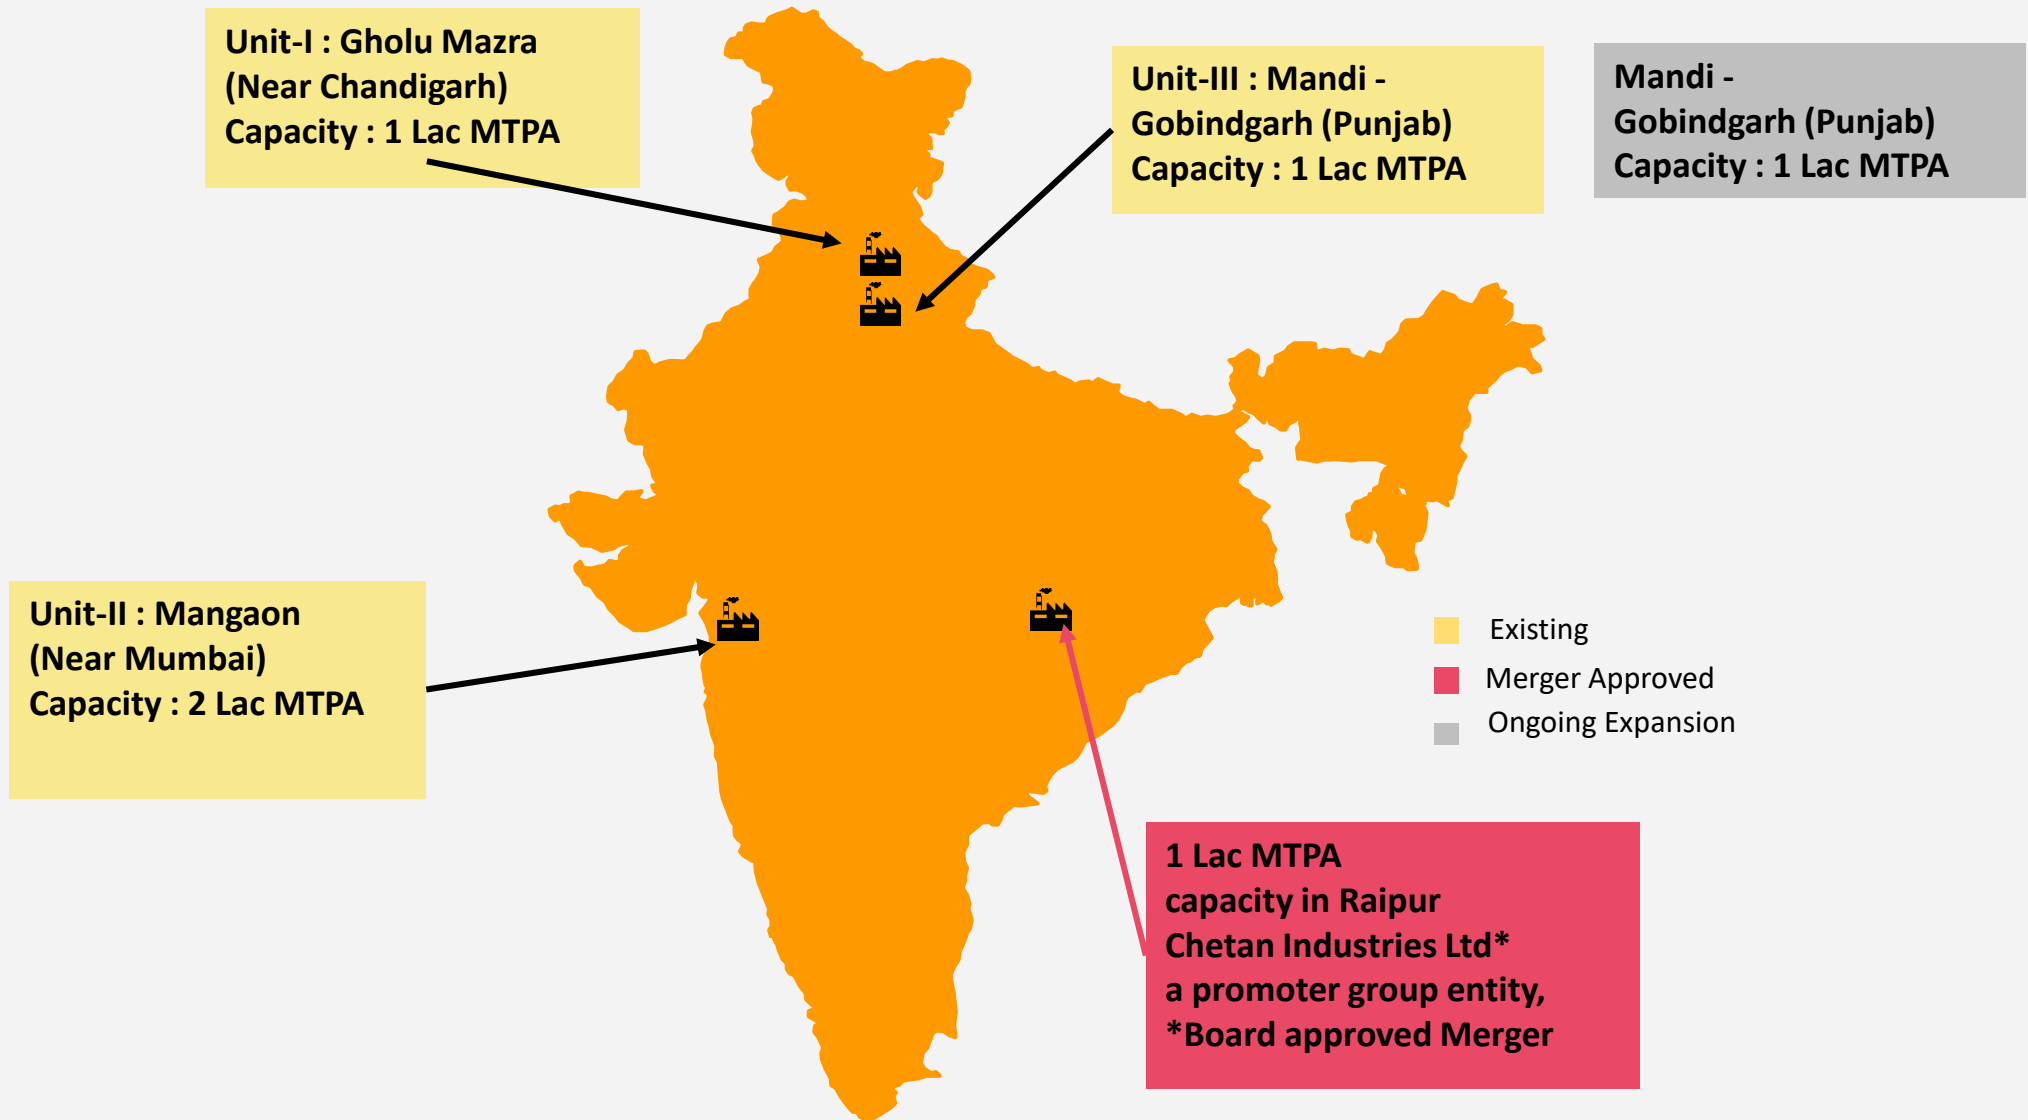 Unit-I : Gholu Mazra
(Near Chandigarh)
Capacity : 1 Lac MTPA
Unit-III : Mandi -
Gobindgarh (Punjab)
Capacity : 1 Lac MTPA
Mandi -
Gobindgarh (Punjab)
Capacity : 1 Lac MTPA
Unit-II : Mangaon
(Near Mumbai)
Capacity : 2 Lac MTPA
Existing
Merger Approved
Ongoing Expansion
1 Lac MTPA
capacity in Raipur
Chetan Industries Ltd*
a promoter group entity,
*Board approved Merger